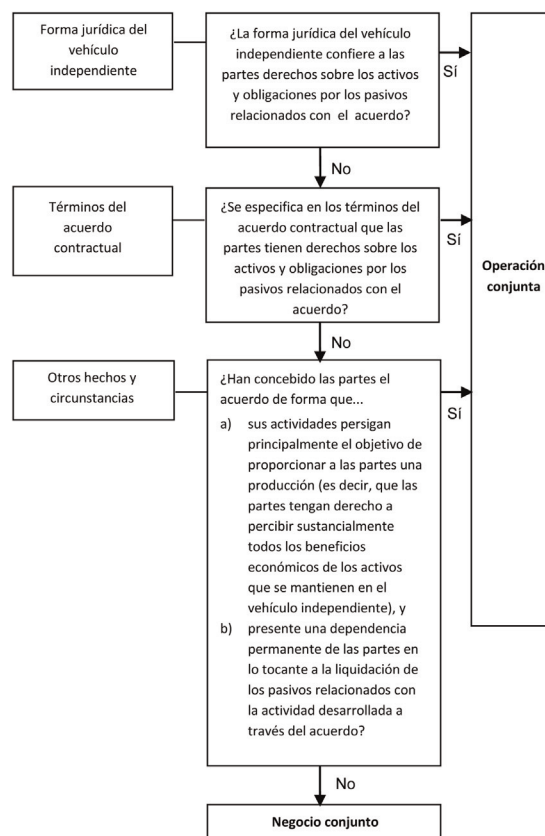 Forma jurídica del
vehículo
independiente
¿La forma jurídica del vehículo
independiente confiere a las
partes derechos sobre los activos
y obligaciones por los pasivos
relacionados con el acuerdo?
Sí
No
Términos del
acuerdo
contractual
¿Se especifica en los términos del
acuerdo contractual que las
partes tienen derechos sobre los
activos y obligaciones por los
pasivos relacionados con el
acuerdo?
Sí
Operación
conjunta
No
Otros hechos y
circunstancias
¿Han concebido las partes el
acuerdo de forma que...
a) sus actividades persigan
principalmente el objetivo de
proporcionar a las partes una
producción (es decir, que las
partes tengan derecho a
percibir sustancialmente
todos los beneficios
económicos de los activos
que se mantienen en el
vehículo independiente), y
b) presente una dependencia
permanente de las partes en
lo tocante a la liquidación de
los pasivos relacionados con
la actividad desarrollada a
través del acuerdo?
Sí
No
Negocio conjunto